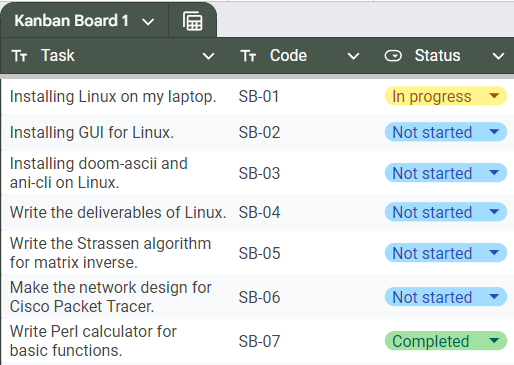 Kanban Board 1
Tт Task Tт Code Status
Installing Linux on my laptop. SB-01 In progress
Installing GUI for Linux. SB-02 Not started
Installing doom-ascii and
ani-cli on Linux. SB-03 Not started
Write the deliverables of Linux. SB-04 Not started
Write the Strassen algorithm
for matrix inverse. SB-05 Not started
Make the network design for
Cisco Packet Tracer. SB-06 Not started
Write Perl calculator for
basic functions. SB-07 Completed